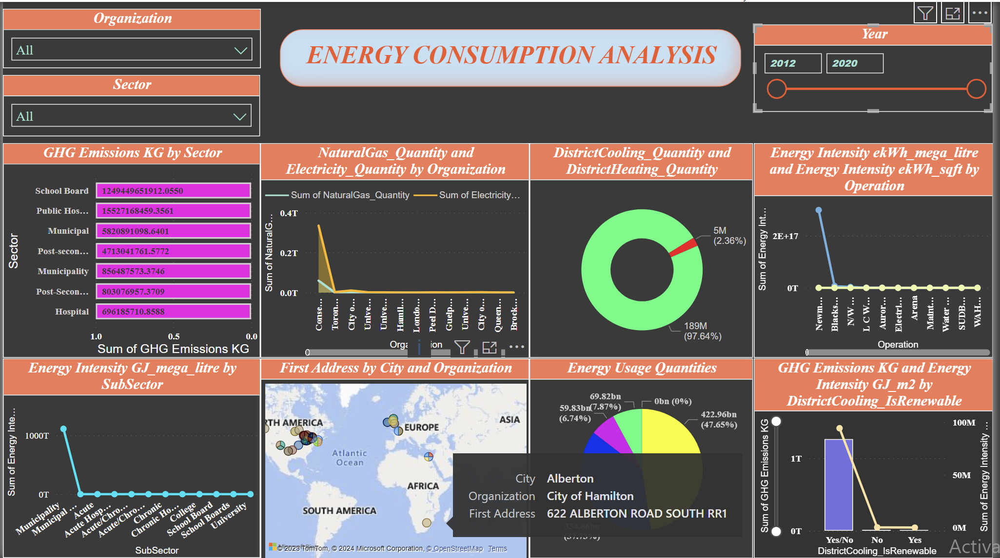 Organization
All
Sector
All
ENERGY CONSUMPTION ANALYSIS
Year
2012
2020
GHG Emissions KG by Sector
Sector
School Board
1249449651912.0550
Public Hos...
15527168459.3561
Municipal
5820891098.6401
Post-secon...
4713041761.5772
Municipality
856487573.3746
Post-Secon...
803076957.3709
Hospital
696185710.8588
1.0
0.5
0.0
Sum of GHG Emissions KG
NaturalGas_Quantity and
Electricity_Quantity by Organization
Sum of NaturalGas_Quantity
Sum of Electricity...
Sum of NaturalG...
0.4T
0.2T
0.0T
Conse...
Toron...
City o...
Unive...
Unive...
Hamil...
Londo...
Peel D...
Guelp...
Unive...
City o...
Queen...
Brock...
DistrictCooling_Quantity and
DistrictHeating_Quantity
5M
(2.36%)
189M
(97.64%)
Energy Intensity ekWh_mega_litre
and Energy Intensity ekWh_sqft by
Operation
Sum of Energy Int...
2E+17
0T
Newm...
Blacks...
N/W ...
L C W...
Auror...
Electri...
Arena
Maint...
Water ...
SUDB...
WAH...
Operation
Energy Intensity GJ_mega_litre by
SubSector
Sum of Energy Inte...
1000T
0T
Municipality
Municipal ...
Acute
Acute Hosp...
Acute/Chro...
Acute/Chro...
Chronic
Chronic Ho...
College
School Board
School Boards
University
SubSector
First Address by City and Organization
RTH AMERICA
EUROPE
ASIA
Atlantic
Ocean
AFRICA
SOUTH AMERICA
© 2023 TomTom, © 2024 Microsoft Corporation, © OpenStreetMap Terms
City Alberton
Organization City of Hamilton
First Address 622 ALBERTON ROAD SOUTH RR1
Energy Usage Quantities
69.82bn
(7.87%)
0bn (0%)
59.83bn
(6.74%)
422.96bn
(47.65%)
334.86bn
(37.73%)
GHG Emissions KG and Energy
Intensity GJ_m2 by
DistrictCooling_IsRenewable
Sum of GHG Emissions KG
1T
0T
100M
50M
0M
Sum of Energy Intensity ...
Yes/No
No
Yes
DistrictCooling_IsRenewable
Activa